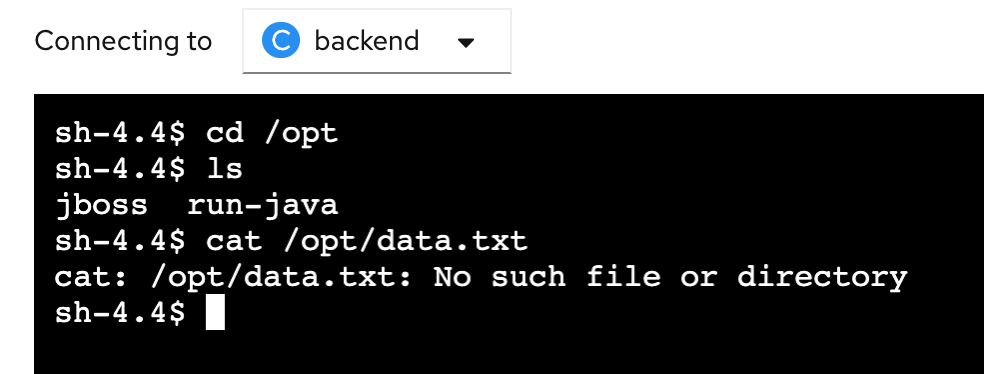 Connecting to C backend
sh-4.4$ cd /opt
sh-4.4$ ls
jboss  run-java
sh-4.4$ cat /opt/data.txt
cat: /opt/data.txt: No such file or directory
sh-4.4$